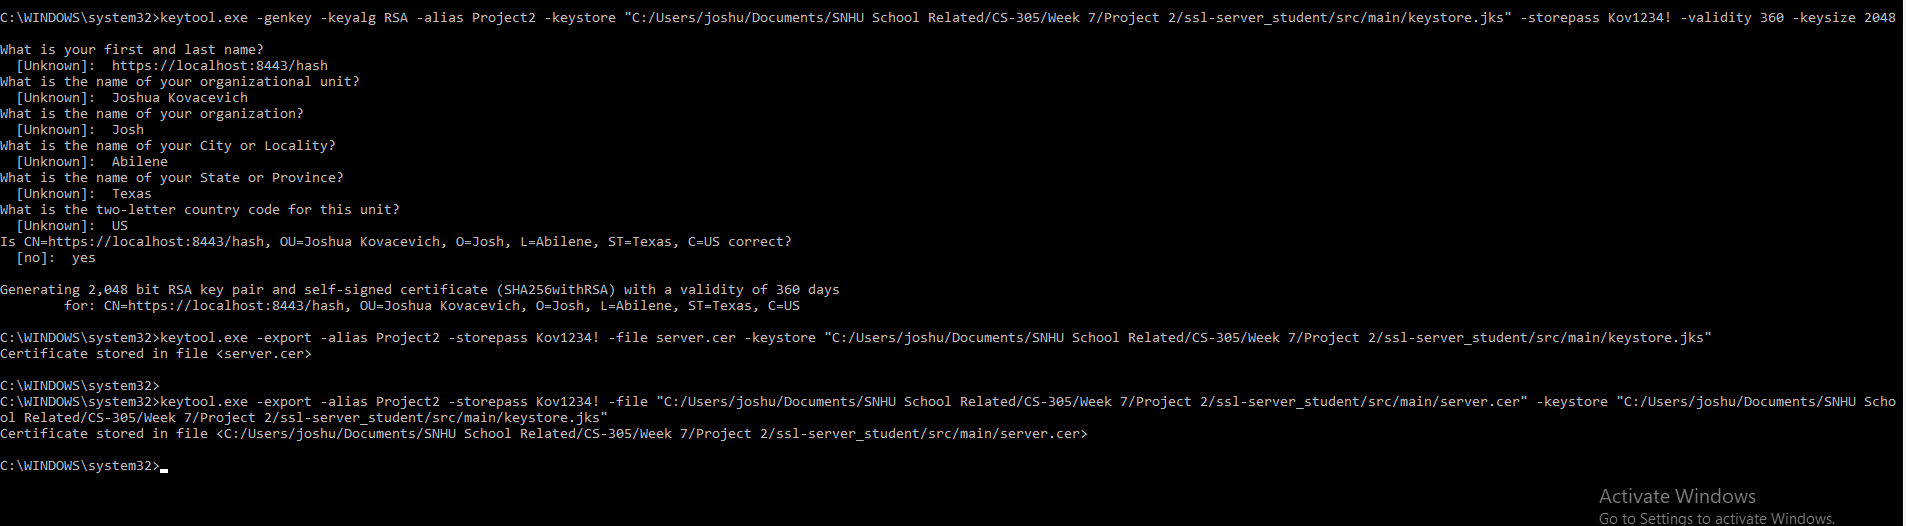 C:\WINDOWS\system32>keytool.exe -genkey -keyalg RSA -alias Project2 -keystore "C:/Users/joshu/Documents/SNHU School Related/CS-305/Week 7/Project 2/ssl-server_student/src/main/keystore.jks" -storepass Kov1234! -validity 360 -keysize 2048
What is your first and last name?
[Unknown]: https://localhost:8443/hash
What is the name of your organizational unit?
[Unknown]: Joshua Kovacevich
What is the name of your organization?
[Unknown]: Josh
What is the name of your City or Locality?
[Unknown]: Abilene
What is the name of your State or Province?
[Unknown]: Texas
What is the two-letter country code for this unit?
[Unknown]: US
Is CN=https://localhost:8443/hash, OU=Joshua Kovacevich, O=Josh, L=Abilene, ST=Texas, C=US correct?
[no]: yes
Generating 2,048 bit RSA key pair and self-signed certificate (SHA256withRSA) with a validity of 360 days
for: CN=https://localhost:8443/hash, OU=Joshua Kovacevich, O=Josh, L=Abilene, ST=Texas, C=US
C:\WINDOWS\system32>keytool.exe -export -alias Project2 -storepass Kov1234! -file server.cer -keystore "C:/Users/joshu/Documents/SNHU School Related/CS-305/Week 7/Project 2/ssl-server_student/src/main/keystore.jks"
Certificate stored in file <server.cer>
C:\WINDOWS\system32>
C:\WINDOWS\system32>keytool.exe -export -alias Project2 -storepass Kov1234! -file "C:/Users/joshu/Documents/SNHU School Related/CS-305/Week 7/Project 2/ssl-server_student/src/main/server.cer" -keystore "C:/Users/joshu/Documents/SNHU Scho
ol Related/CS-305/Week 7/Project 2/ssl-server_student/src/main/keystore.jks"
Certificate stored in file <C:/Users/joshu/Documents/SNHU School Related/CS-305/Week 7/Project 2/ssl-server_student/src/main/server.cer>
C:\WINDOWS\system32>
Activate Windows
Go to Settings to activate Windows.